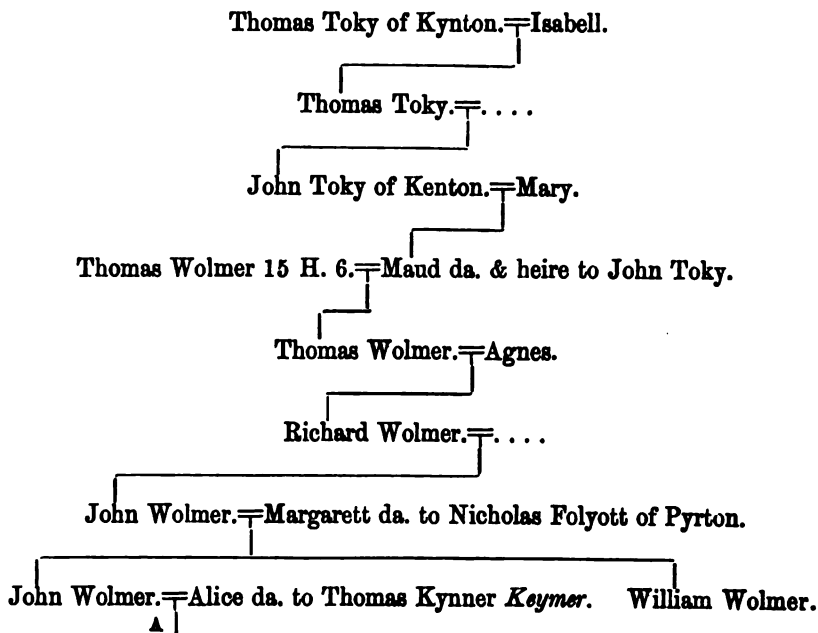 Thomas Toky of Kynton.=Isabell.
Thomas Toky.=....
John Toky of Kenton.=Mary.
Thomas Wolmer 15 H. 6.=Maud da. & heire to John Toky.
Thomas Wolmer.=Agnes.
Richard Wolmer.=....
John Wolmer.=Margarett da. to Nicholas Folyott of Pyrton.
John Wolmer.=Alice da. to Thomas Kynner Keymer. William Wolmer.
A